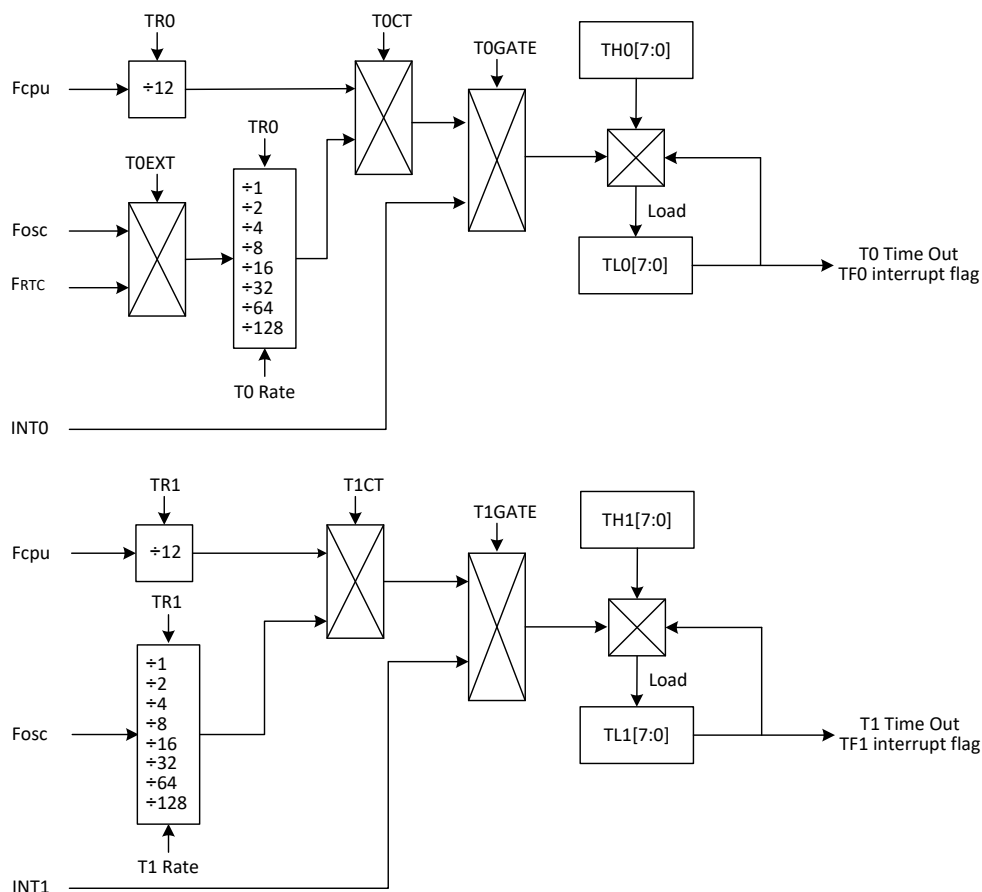 TR0
T0CT
T0GATE
TH0[7:0]
Fcpu
÷12
TR0
T0EXT
÷1
÷2
÷4
÷8
÷16
÷32
÷64
÷128
Fosc
FRTC
Load
TL0[7:0]
T0 Time Out
TF0 interrupt flag
T0 Rate
INT0
TR1
T1CT
T1GATE
TH1[7:0]
Fcpu
÷12
TR1
÷1
÷2
÷4
÷8
÷16
÷32
÷64
÷128
Fosc
Load
TL1[7:0]
T1 Time Out
TF1 interrupt flag
T1 Rate
INT1